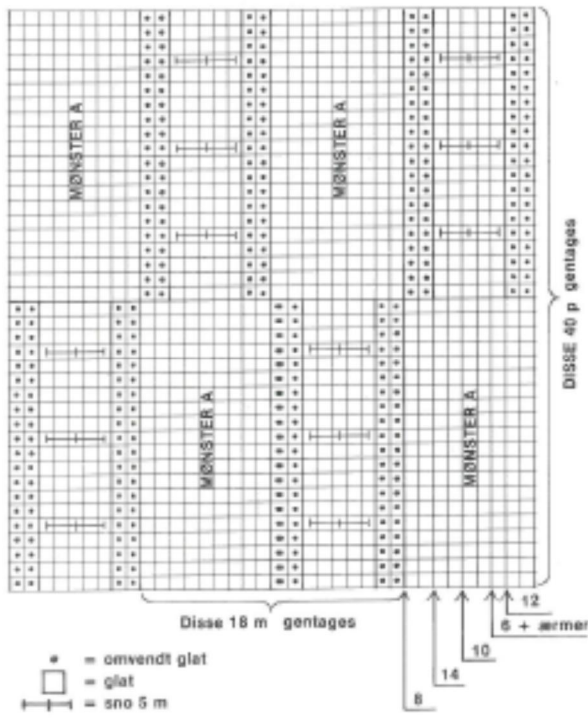 MØNSTER A
MØNSTER A
MØNSTER A
MØNSTER A
DISSE 40 p gentages
Disse 18 m gentages
12
6 + ærmer
10
14
8
* = omvendt glat
= glat
= sno 5 m